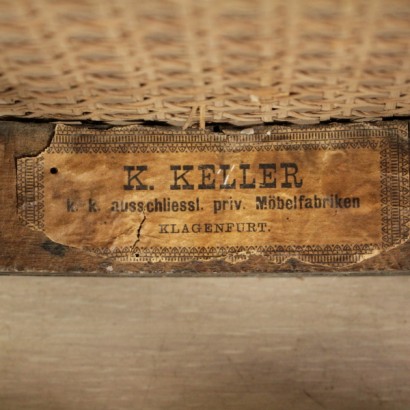 K. KELLER
k. k. ausschliessl. priv. Möbelfabriken
KLAGENFURT.